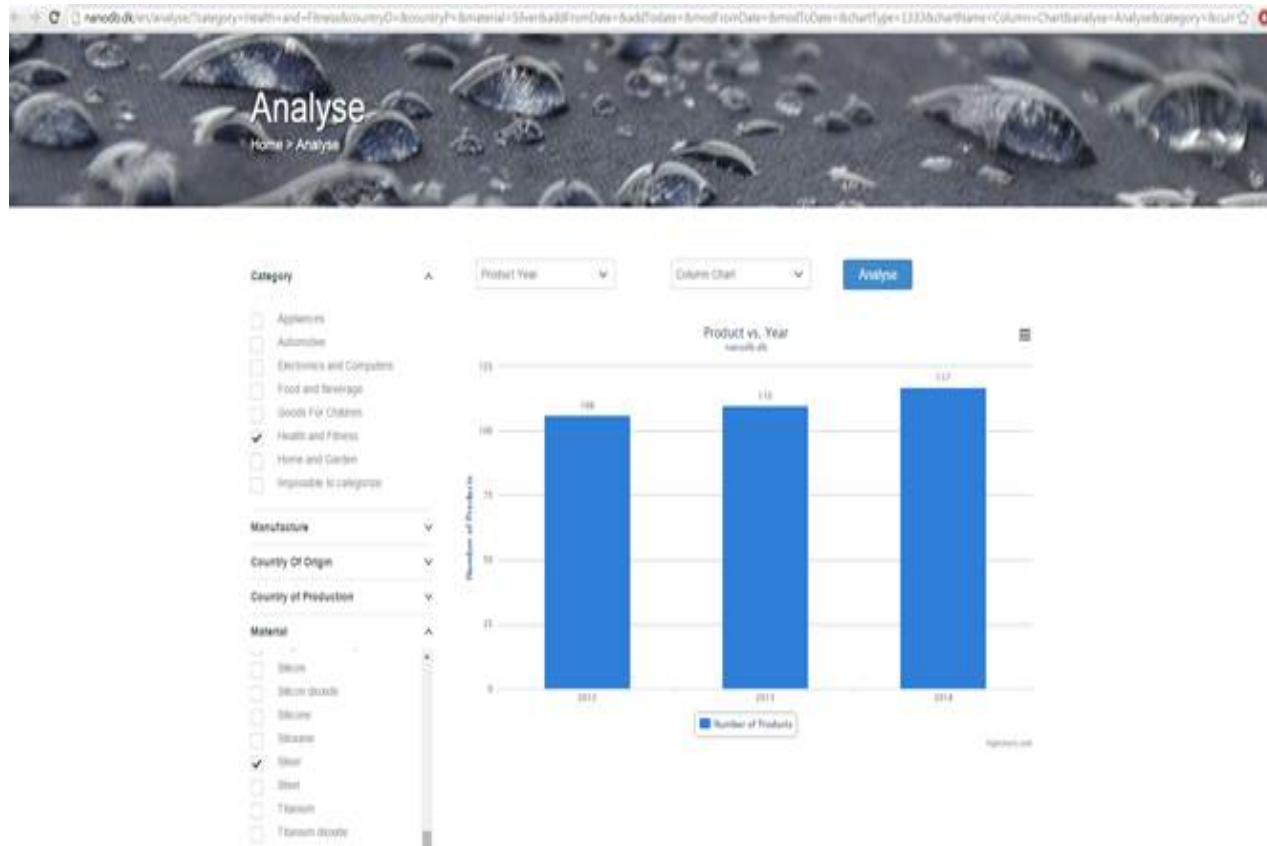 Analyse
Home > Analyse
Category
Product Year
Column Chart
Analyse
Appliances
Automotive
Electronics and Computers
Food and Beverage
Goods For Children
Health and Fitness
Home and Garden
Impossible to categorize
Manufacture
Country Of Origin
Country of Production
Material
Silicon
Silicon dioxide
Silicone
Siloxane
Silver
Steel
Titanium
Titanium dioxide
Product vs. Year
nanodb.dk
Number of Products
125
100
75
50
25
0
110
117
2012
2013
2014
Number of Products